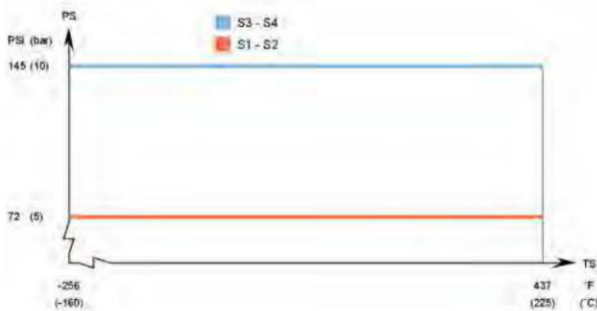 PS
PSI (bar)
S3 - S4
S1 - S2
145 (10)
72 (5)
TS
-256 437 °F
(-160) (225) (°C)